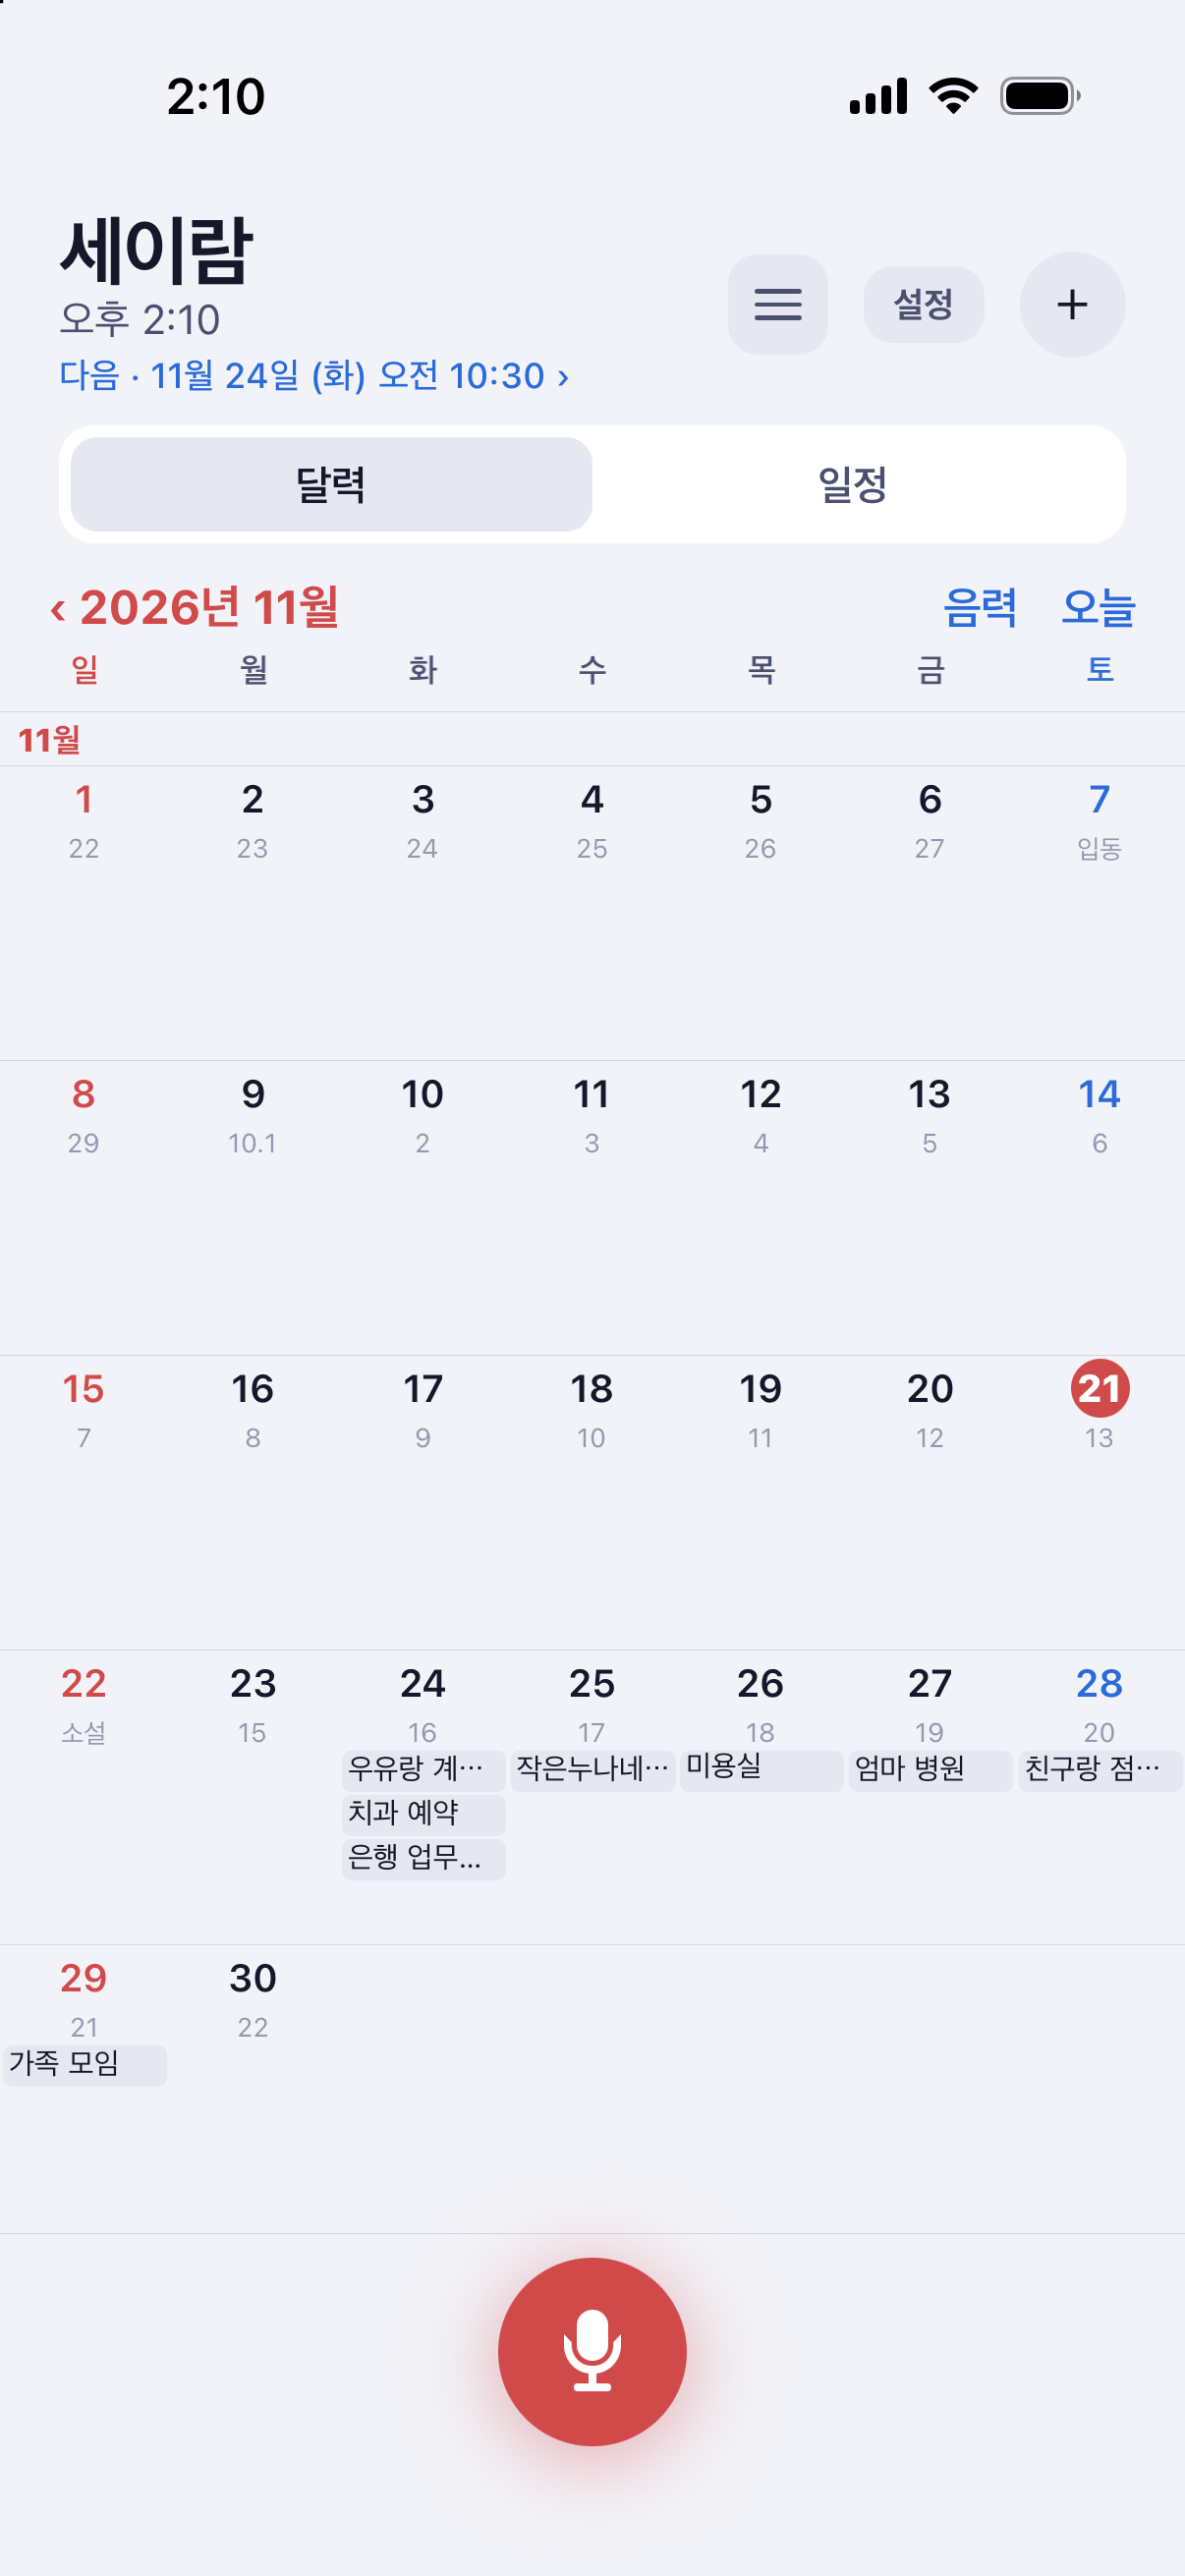 2:10
세이람
오후 2:10
다음 · 11월 24일 (화) 오전 10:30 ›
설정
+
달력 일정
‹ 2026년 11월 음력 오늘
일 월 화 수 목 금 토
11월
1 2 3 4 5 6 7
22 23 24 25 26 27 입동
8 9 10 11 12 13 14
29 10.1 2 3 4 5 6
15 16 17 18 19 20 21
7 8 9 10 11 12 13
22 23 24 25 26 27 28
소설 15 16 17 18 19 20
우유랑 계… 작은누나네… 미용실 엄마 병원 친구랑 점…
치과 예약
은행 업무...
29 30
21 22
가족 모임